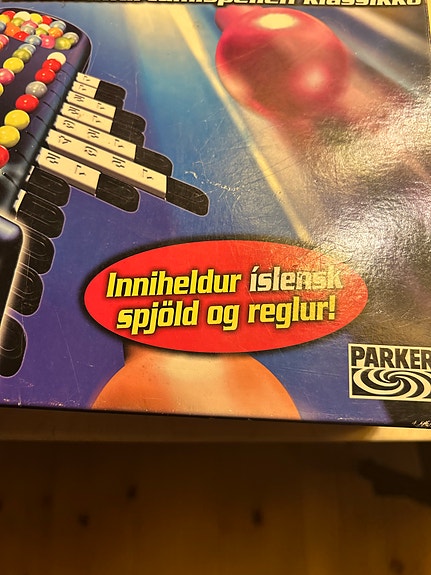 klassikko
Inniheldur íslensk
spjöld og reglur!
PARKER